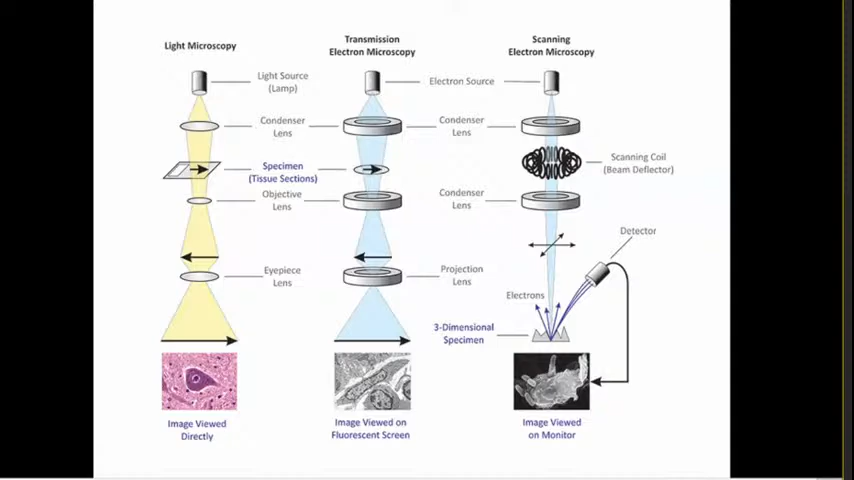 Light Microscopy
Transmission
Electron Microscopy
Scanning
Electron Microscopy
Light Source
(Lamp)
Electron Source
Condenser
Lens
Condenser
Lens
Specimen
(Tissue Sections)
Scanning Coil
(Beam Deflector)
Objective
Lens
Condenser
Lens
Detector
Eyepiece
Lens
Projection
Lens
Electrons
3-Dimensional
Specimen
Image Viewed
Directly
Image Viewed on
Fluorescent Screen
Image Viewed
on Monitor